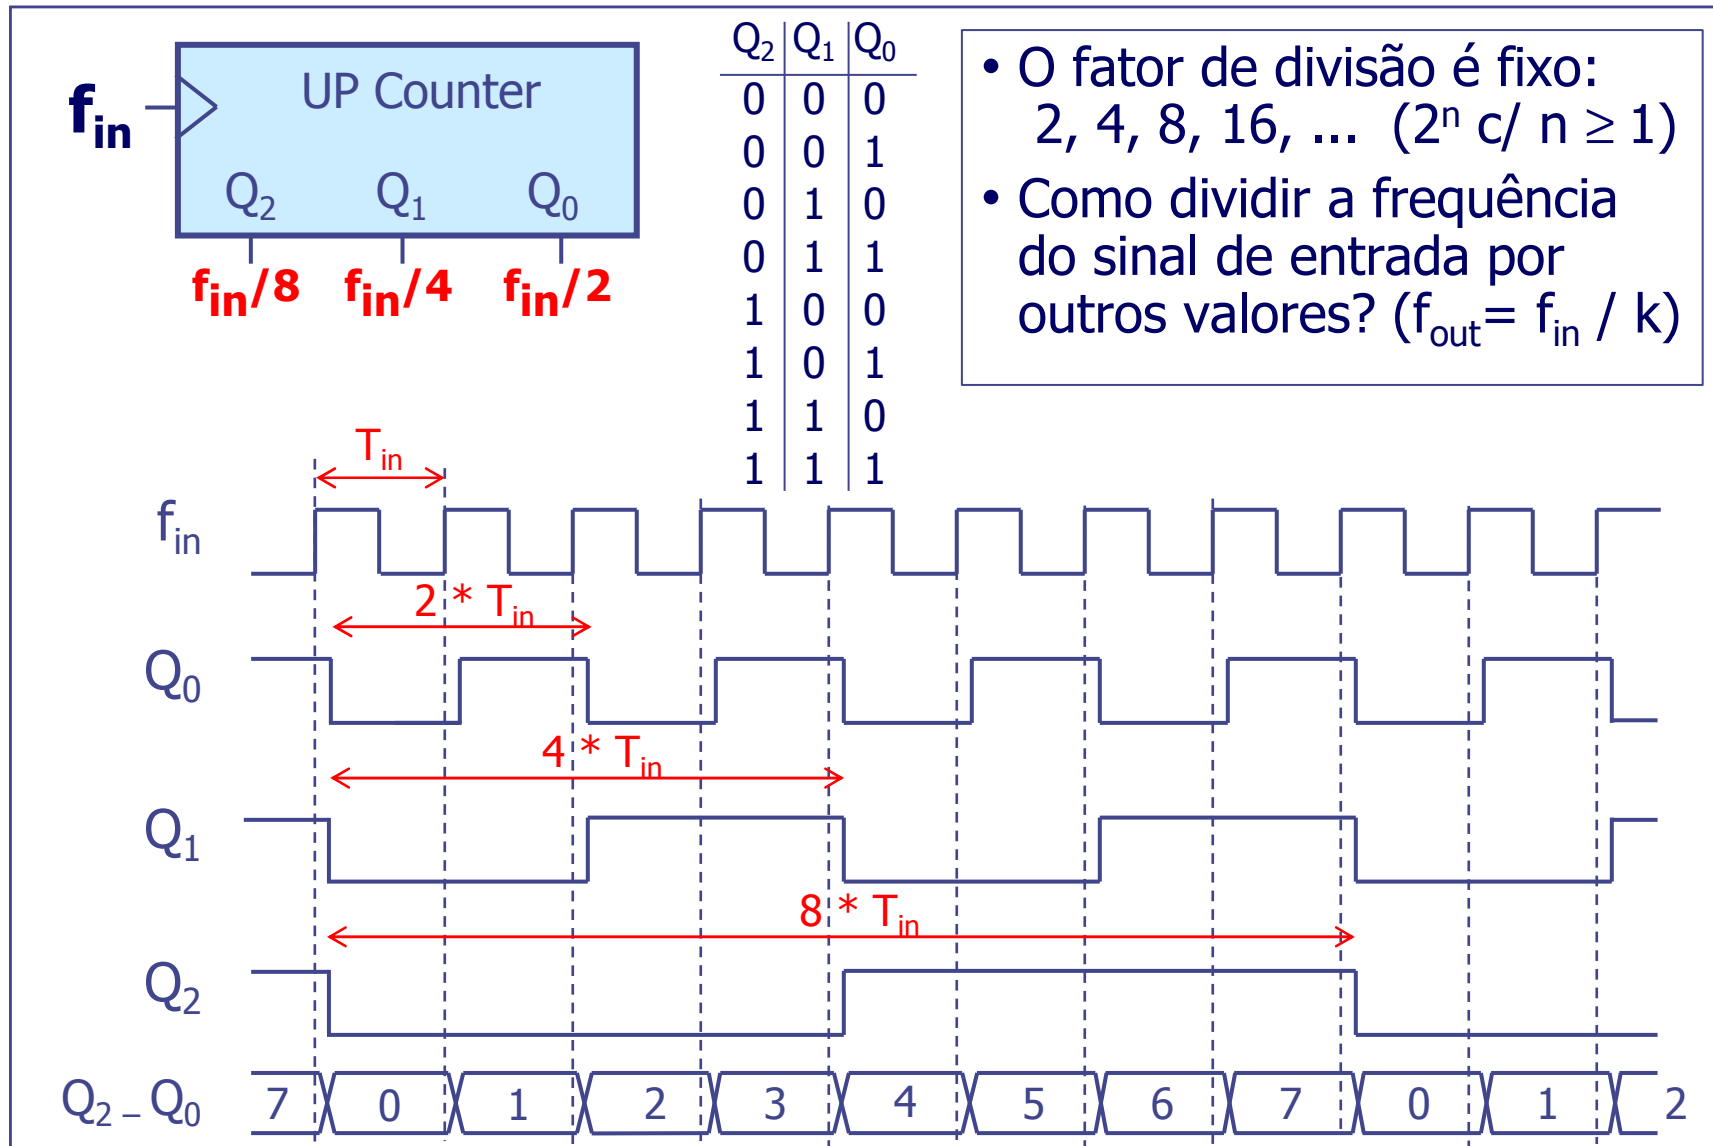 UP Counter
f_in
Q2 Q1 Q0
f_in/8 f_in/4 f_in/2
Q2 Q1 Q0
0 0 0
0 0 1
0 1 0
0 1 1
1 0 0
1 0 1
1 1 0
1 1 1
• O fator de divisão é fixo:
2, 4, 8, 16, ... (2ⁿ c/ n ≥ 1)
• Como dividir a frequência
do sinal de entrada por
outros valores? (f_out= f_in / k)
T_in
f_in
2 * T_in
Q0
4 * T_in
Q1
8 * T_in
Q2
Q2 – Q0 7 0 1 2 3 4 5 6 7 0 1 2